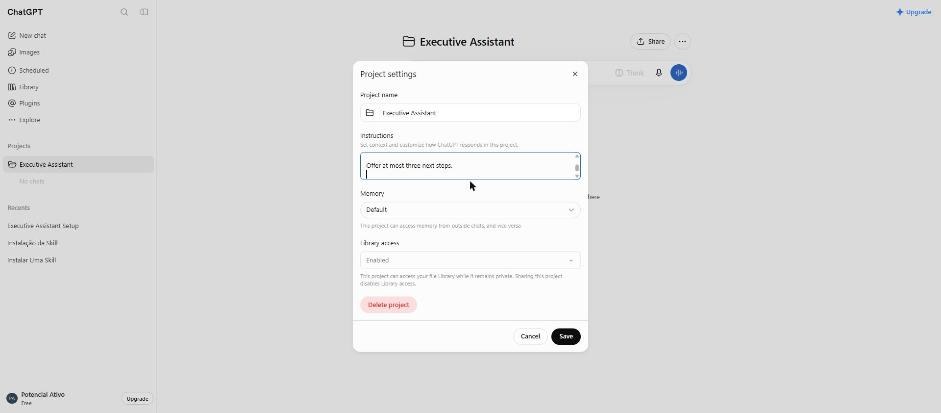 ChatGPT
Upgrade
New chat
Images
Scheduled
Library
Plugins
Explore
Projects
Executive Assistant
No chats
Recents
Executive Assistant Setup
Instalação da Skill
Instalar Uma Skill
Potencial Ativo
Free
Upgrade
Executive Assistant
Share
Think
here
Project settings
Project name
Executive Assistant
Instructions
Set context and customize how ChatGPT responds in this project.
Offer at most three next steps.
Memory
Default
This project can access memory from outside chats, and vice versa.
Library access
Enabled
This project can access your file Library while it remains private. Sharing this project
disables Library access.
Delete project
Cancel
Save